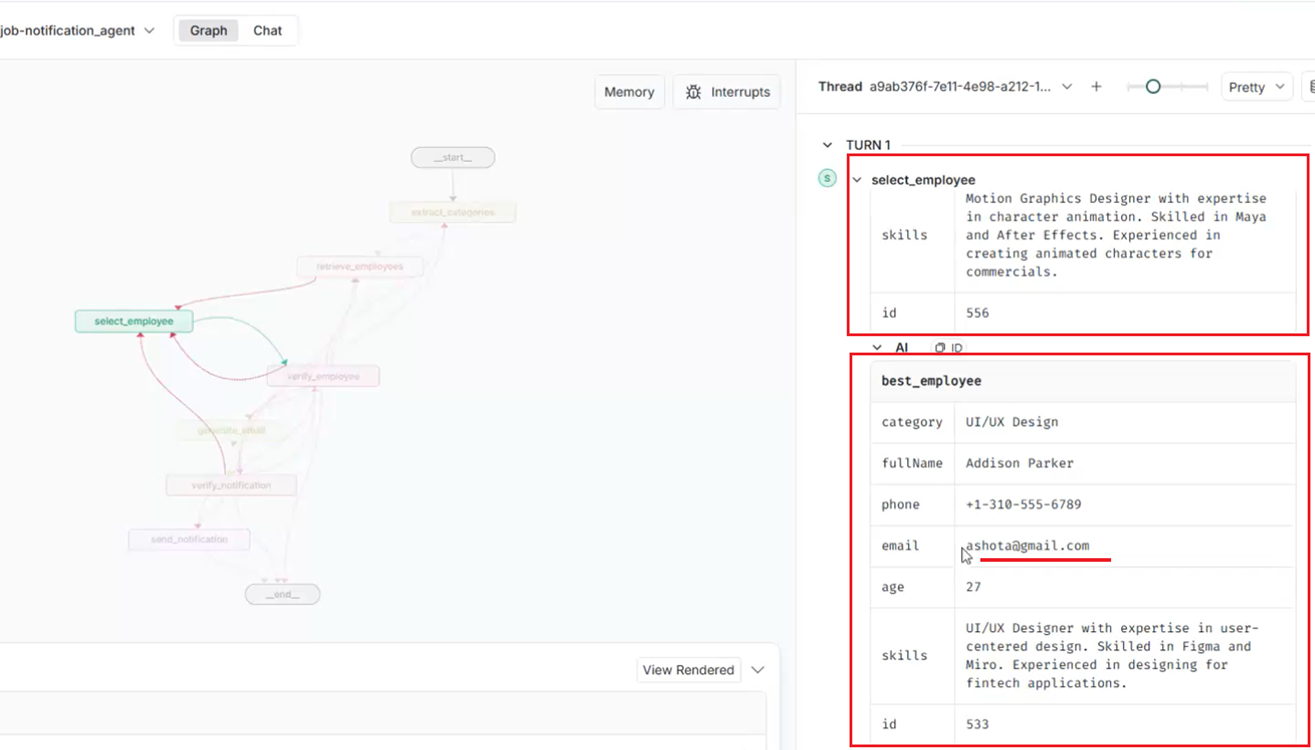 job-notification_agent
Graph
Chat
Memory
Interrupts
Thread a9ab376f-7e11-4e98-a212-1...
Pretty
__start__
extract_categories
retrieve_employees
select_employee
verify_employee
generate_email
verify_notification
send_notification
__end__
View Rendered
TURN 1
S
select_employee
skills
Motion Graphics Designer with expertise
in character animation. Skilled in Maya
and After Effects. Experienced in
creating animated characters for
commercials.
id 556
AI ID
best_employee
category UI/UX Design
fullName Addison Parker
phone +1-310-555-6789
email ashota@gmail.com
age 27
skills
UI/UX Designer with expertise in user-
centered design. Skilled in Figma and
Miro. Experienced in designing for
fintech applications.
id 533